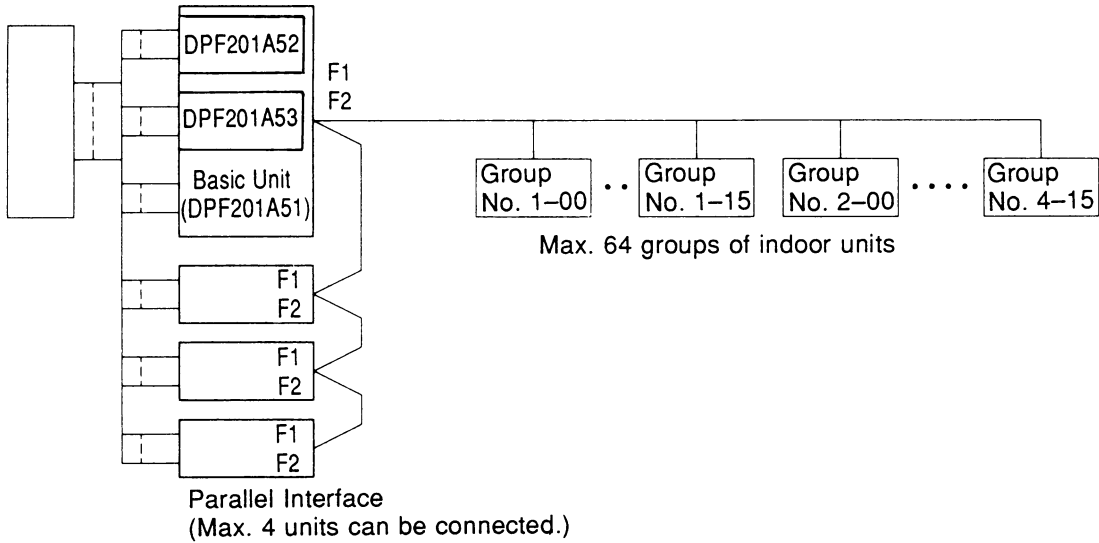 DPF201A52
F1
F2
DPF201A53
Basic Unit
(DPF201A51)
Group
No. 1–00
··
Group
No. 1–15
Group
No. 2–00
····
Group
No. 4–15
Max. 64 groups of indoor units
F1
F2
F1
F2
F1
F2
Parallel Interface
(Max. 4 units can be connected.)